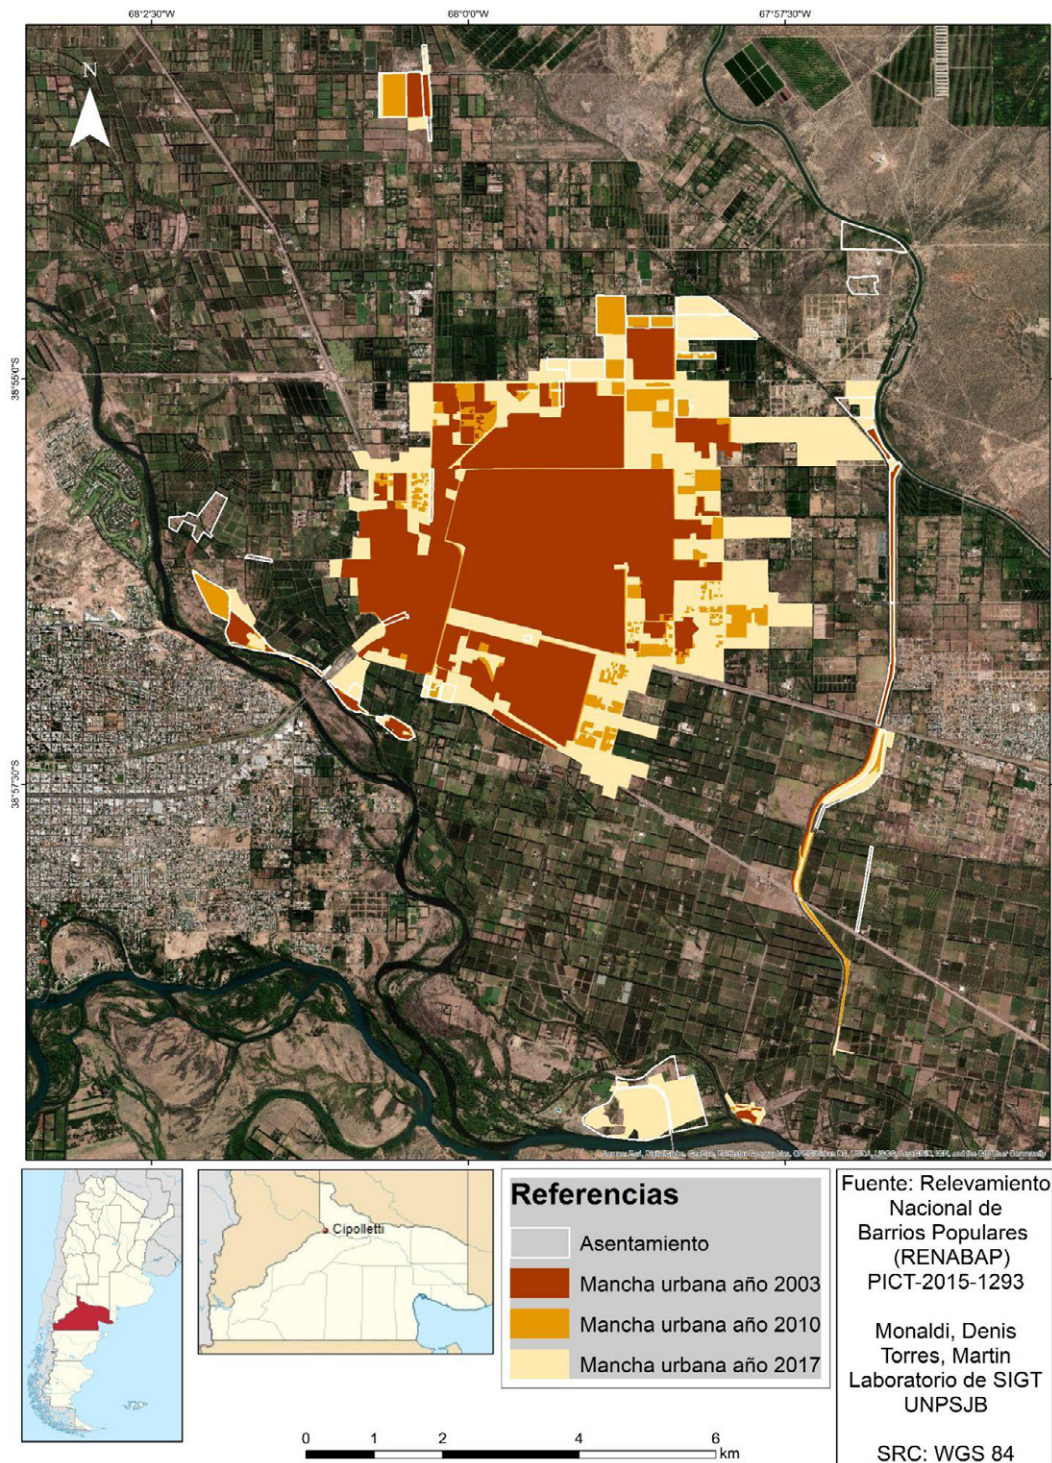 68°2'30"W
68°0'0"W
67°57'30"W
N
38°55'0"S
38°57'30"S
Cipolletti
Referencias
Asentamiento
Mancha urbana año 2003
Mancha urbana año 2010
Mancha urbana año 2017
Fuente: Relevamiento
Nacional de
Barrios Populares
(RENABAP)
PICT-2015-1293
Monaldi, Denis
Torres, Martin
Laboratorio de SIGT
UNPSJB
SRC: WGS 84
0 1 2 4 6
km